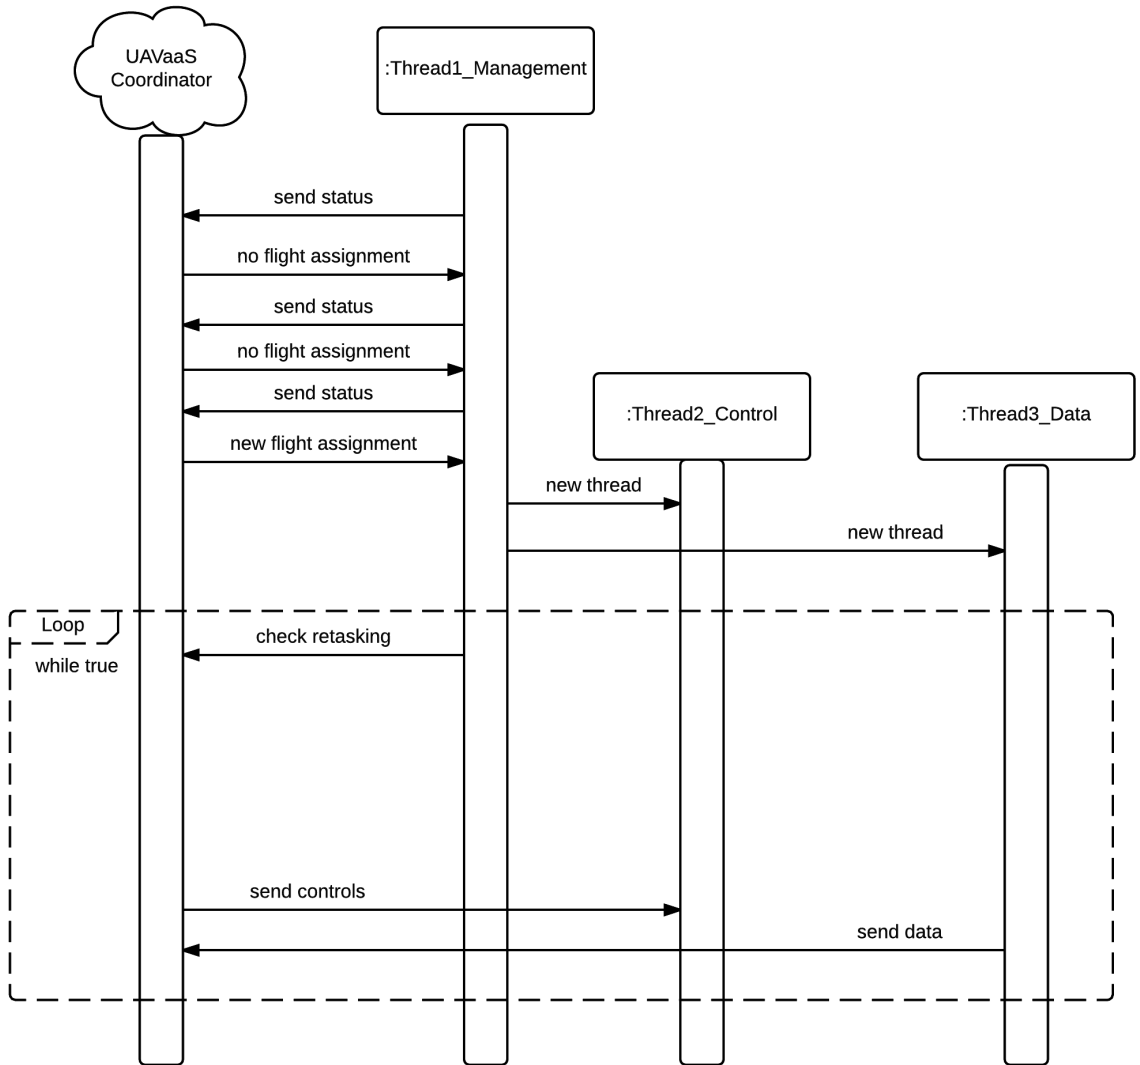 UAVaaS
Coordinator
:Thread1_Management
send status
no flight assignment
send status
no flight assignment
send status
new flight assignment
:Thread2_Control
:Thread3_Data
new thread
new thread
Loop
while true
check retasking
send controls
send data